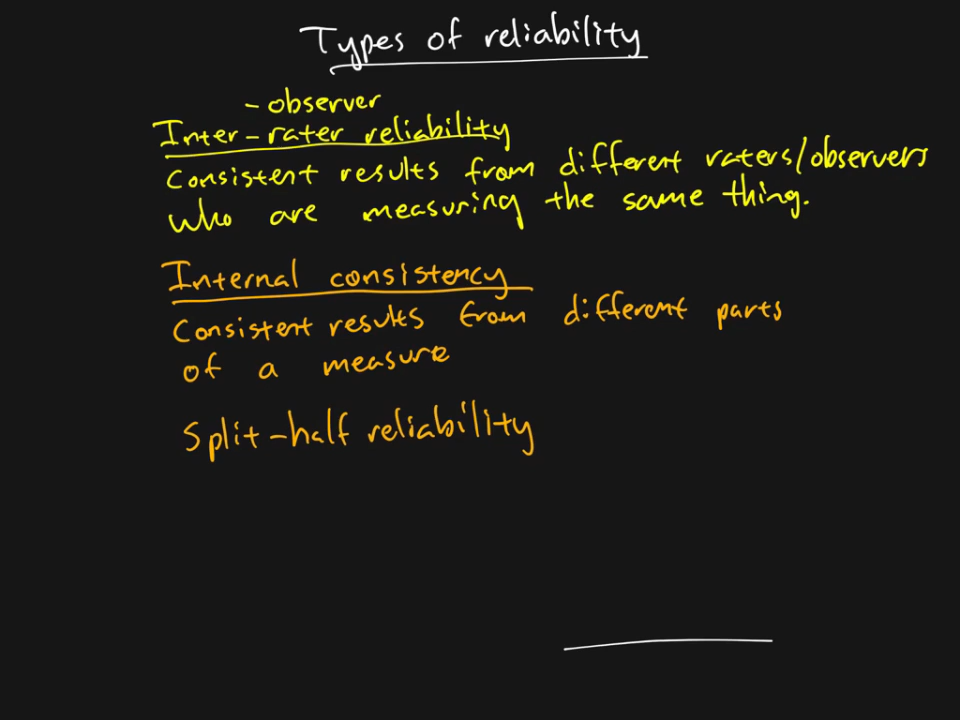 Types of reliability
- observer
Inter-rater reliability
Consistent results from different raters/observers
who are measuring the same thing.
Internal consistency
Consistent results from different parts
of a measure
Split-half reliability